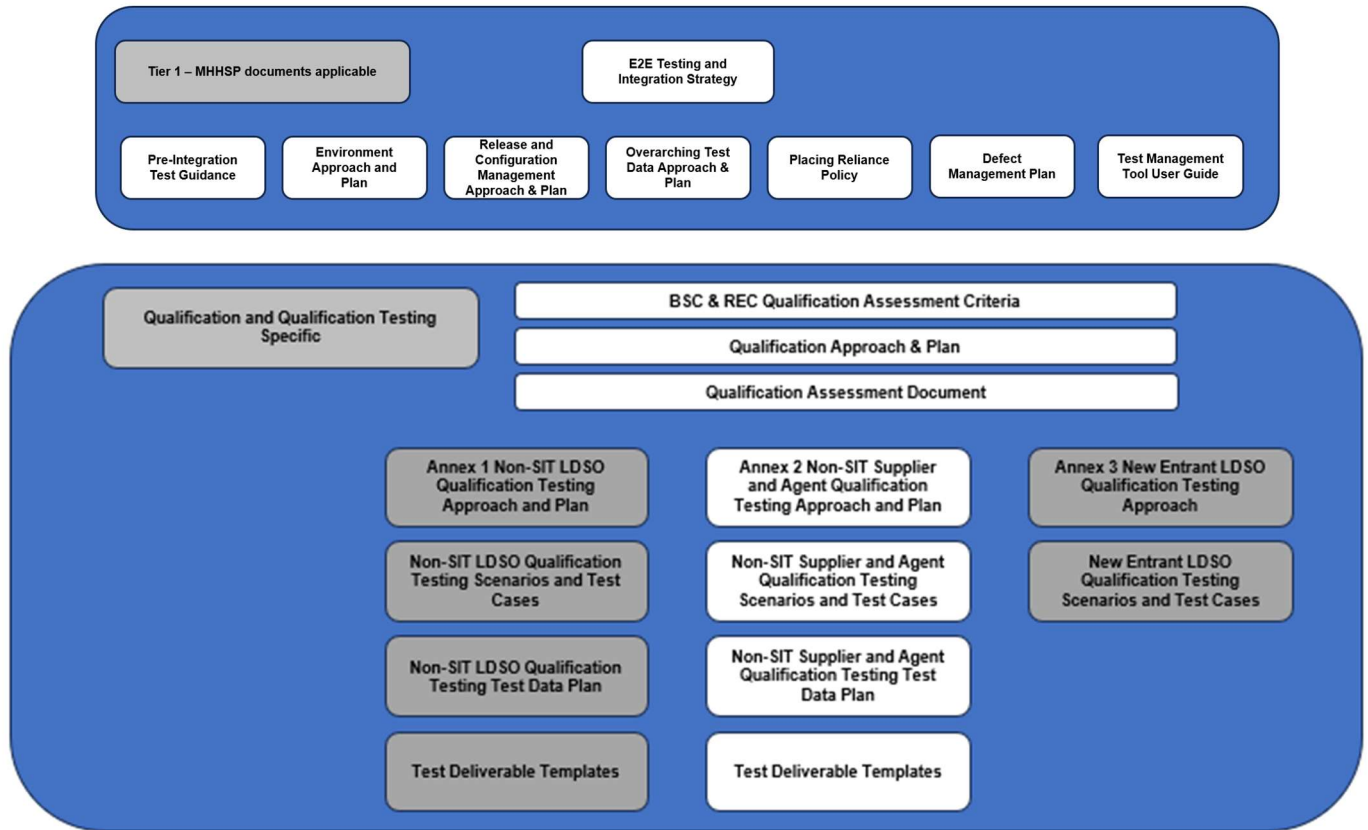 Tier 1 – MHHSP documents applicable
E2E Testing and
Integration Strategy
Pre-Integration
Test Guidance
Environment
Approach and
Plan
Release and
Configuration
Management
Approach & Plan
Overarching Test
Data Approach &
Plan
Placing Reliance
Policy
Defect
Management Plan
Test Management
Tool User Guide
Qualification and Qualification Testing
Specific
BSC & REC Qualification Assessment Criteria
Qualification Approach & Plan
Qualification Assessment Document
Annex 1 Non-SIT LDSO
Qualification Testing
Approach and Plan
Annex 2 Non-SIT Supplier
and Agent Qualification
Testing Approach and Plan
Annex 3 New Entrant LDSO
Qualification Testing
Approach
Non-SIT LDSO Qualification
Testing Scenarios and Test
Cases
Non-SIT Supplier and Agent
Qualification Testing
Scenarios and Test Cases
New Entrant LDSO
Qualification Testing
Scenarios and Test Cases
Non-SIT LDSO Qualification
Testing Test Data Plan
Non-SIT Supplier and Agent
Qualification Testing Test
Data Plan
Test Deliverable Templates
Test Deliverable Templates